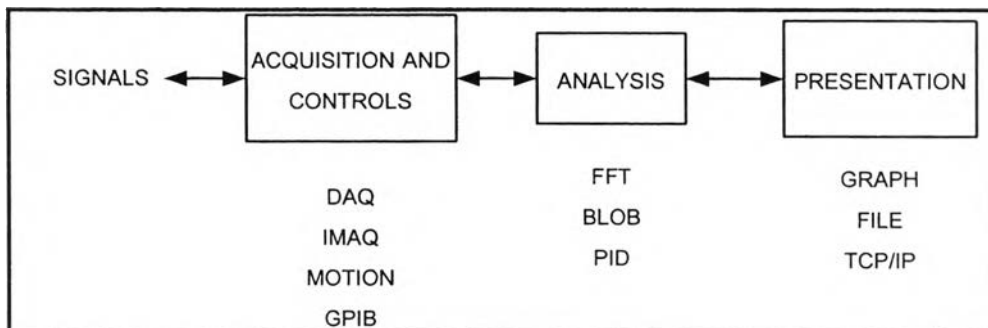 SIGNALS
ACQUISITION AND
CONTROLS
ANALYSIS
PRESENTATION
DAQ
IMAQ
MOTION
GPIB
FFT
BLOB
PID
GRAPH
FILE
TCP/IP